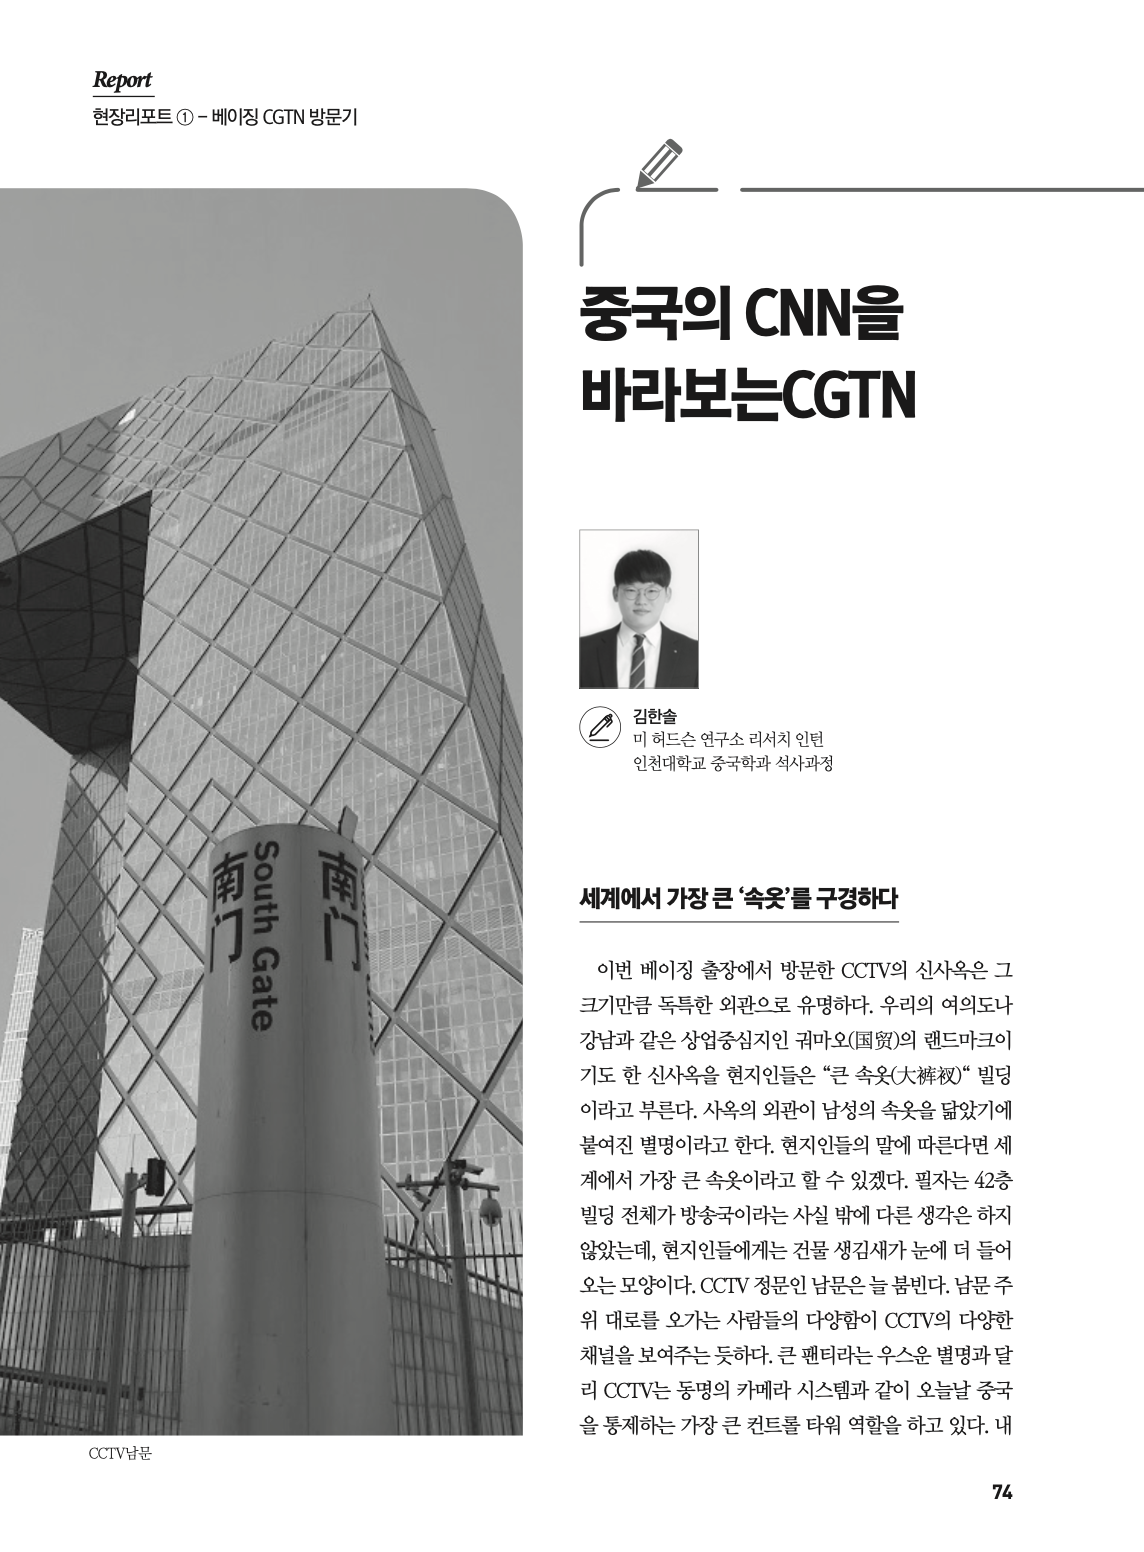 Report
현장리포트 ① – 베이징 CGTN 방문기
중국의 CNN을
바라보는CGTN
김한솔
미 허드슨 연구소 리서치 인턴
인천대학교 중국학과 석사과정
세계에서 가장 큰 ‘속옷’를 구경하다
이번 베이징 출장에서 방문한 CCTV의 신사옥은 그
크기만큼 독특한 외관으로 유명하다. 우리의 여의도나
강남과 같은 상업중심지인 궈마오(国贸)의 랜드마크이
기도 한 신사옥을 현지인들은 “큰 속옷(大裤衩)“ 빌딩
이라고 부른다. 사옥의 외관이 남성의 속옷을 닮았기에
붙여진 별명이라고 한다. 현지인들의 말에 따른다면 세
계에서 가장 큰 속옷이라고 할 수 있겠다. 필자는 42층
빌딩 전체가 방송국이라는 사실 밖에 다른 생각은 하지
않았는데, 현지인들에게는 건물 생김새가 눈에 더 들어
오는 모양이다. CCTV 정문인 남문은 늘 붐빈다. 남문 주
위 대로를 오가는 사람들의 다양함이 CCTV의 다양한
채널을 보여주는 듯하다. 큰 팬티라는 우스운 별명과 달
리 CCTV는 동명의 카메라 시스템과 같이 오늘날 중국
을 통제하는 가장 큰 컨트롤 타워 역할을 하고 있다. 내
南门
South Gate
南门
CCTV남문
74